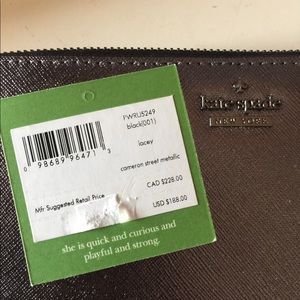 PWRU5249
black(001)
lacey
cameron street metallic
0 98689 96471 3
Mfr Suggested Retail Price
CAD $228.00
USD $188.00
she is quick and curious and
playful and strong.
kate spade
NEW YORK